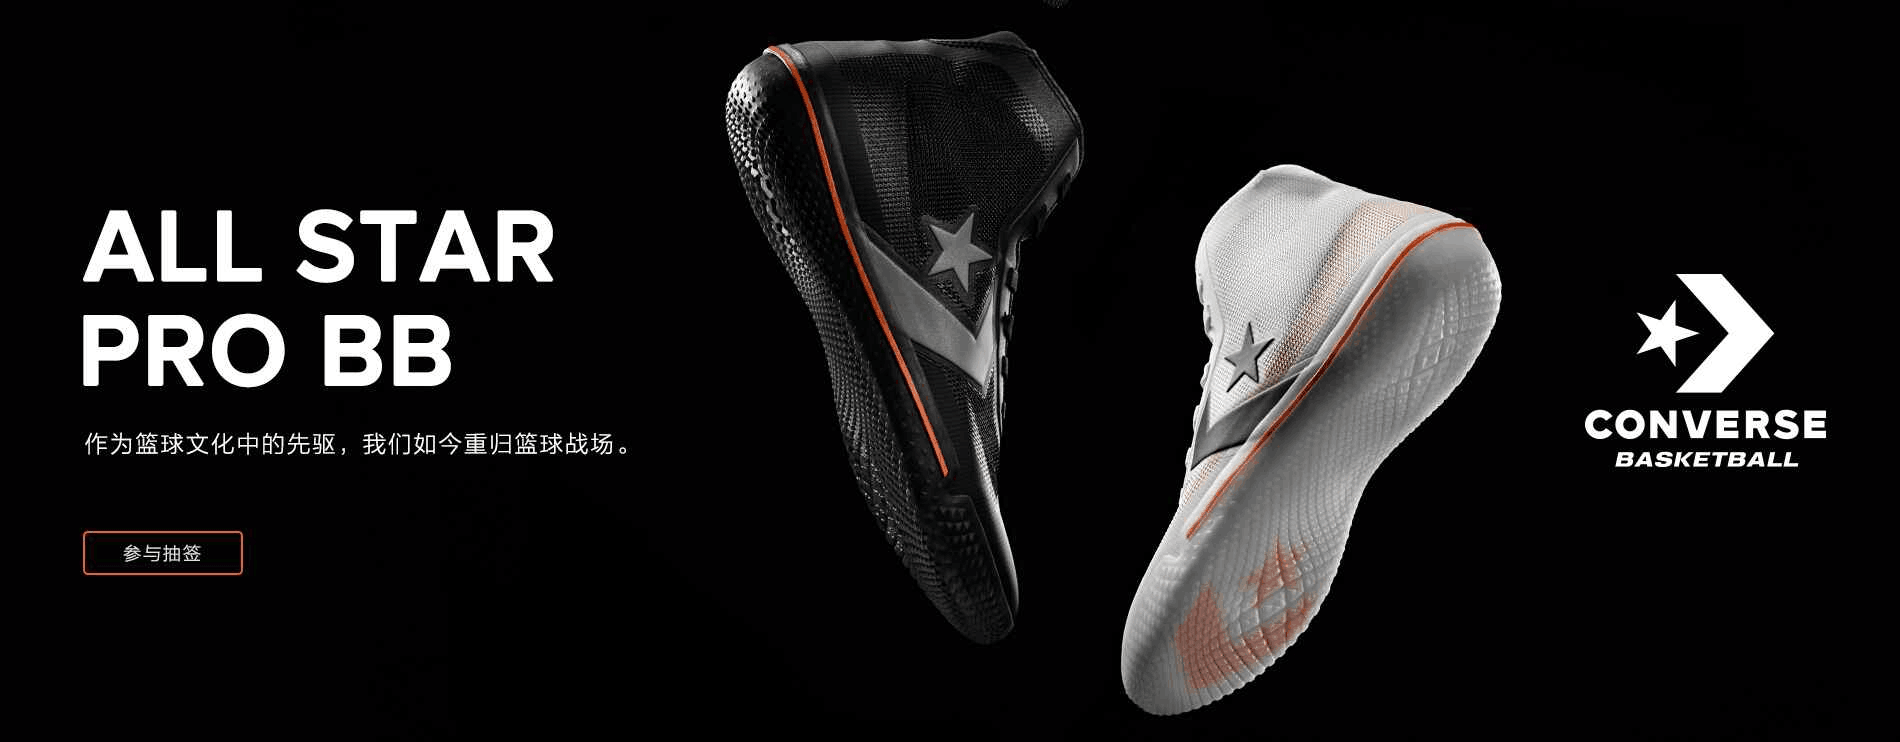 ALL STAR
PRO BB
作为篮球文化中的先驱，我们如今重归篮球战场。
参与抽签
CONVERSE
BASKETBALL